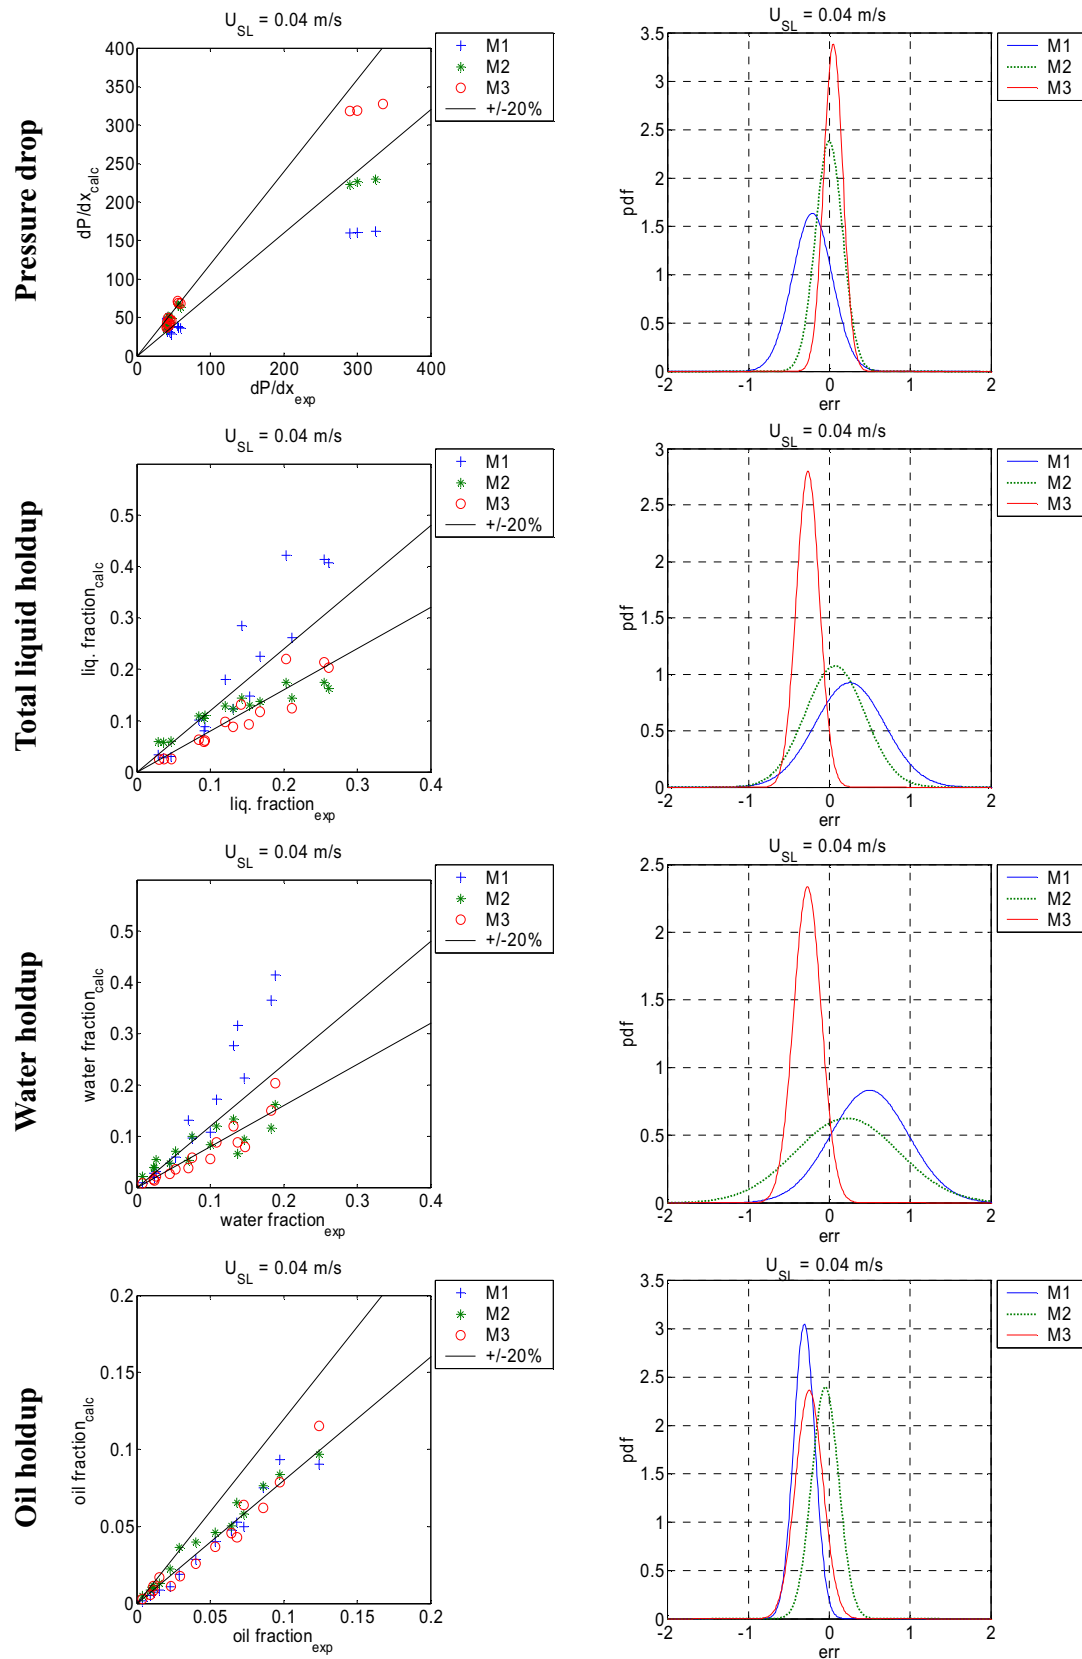 Pressure drop
U_SL = 0.04 m/s
400
350
300
250
200
150
100
50
0
dP/dx_calc
0 100 200 300 400
dP/dx_exp
M1
M2
M3
+/-20%
U_SL = 0.04 m/s
3.5
3
2.5
2
1.5
1
0.5
0
pdf
-2 -1 0 1 2
err
M1
M2
M3
Total liquid holdup
U_SL = 0.04 m/s
0.5
0.4
0.3
0.2
0.1
0
liq. fraction_calc
0 0.1 0.2 0.3 0.4
liq. fraction_exp
M1
M2
M3
+/-20%
U_SL = 0.04 m/s
3
2.5
2
1.5
1
0.5
0
pdf
-2 -1 0 1 2
err
M1
M2
M3
Water holdup
U_SL = 0.04 m/s
0.5
0.4
0.3
0.2
0.1
0
water fraction_calc
0 0.1 0.2 0.3 0.4
water fraction_exp
M1
M2
M3
+/-20%
U_SL = 0.04 m/s
2.5
2
1.5
1
0.5
0
pdf
-2 -1 0 1 2
err
M1
M2
M3
Oil holdup
U_SL = 0.04 m/s
0.2
0.15
0.1
0.05
0
oil fraction_calc
0 0.05 0.1 0.15 0.2
oil fraction_exp
M1
M2
M3
+/-20%
U_SL = 0.04 m/s
3.5
3
2.5
2
1.5
1
0.5
0
pdf
-2 -1 0 1 2
err
M1
M2
M3